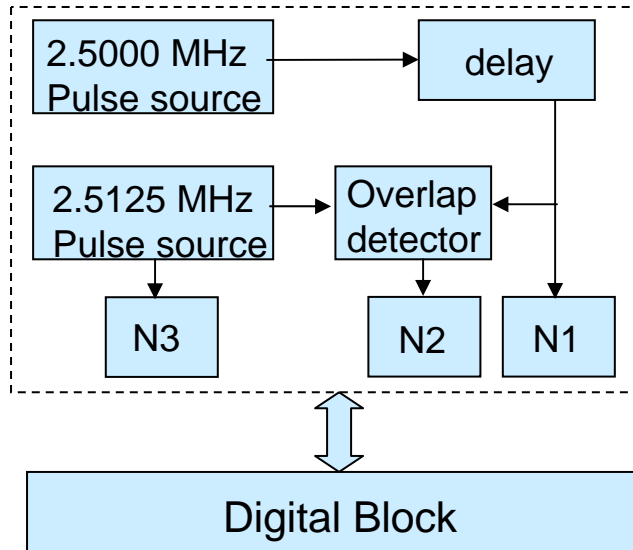 2.5000 MHz
Pulse source
delay
2.5125 MHz
Pulse source
Overlap
detector
N3
N2
N1
Digital Block